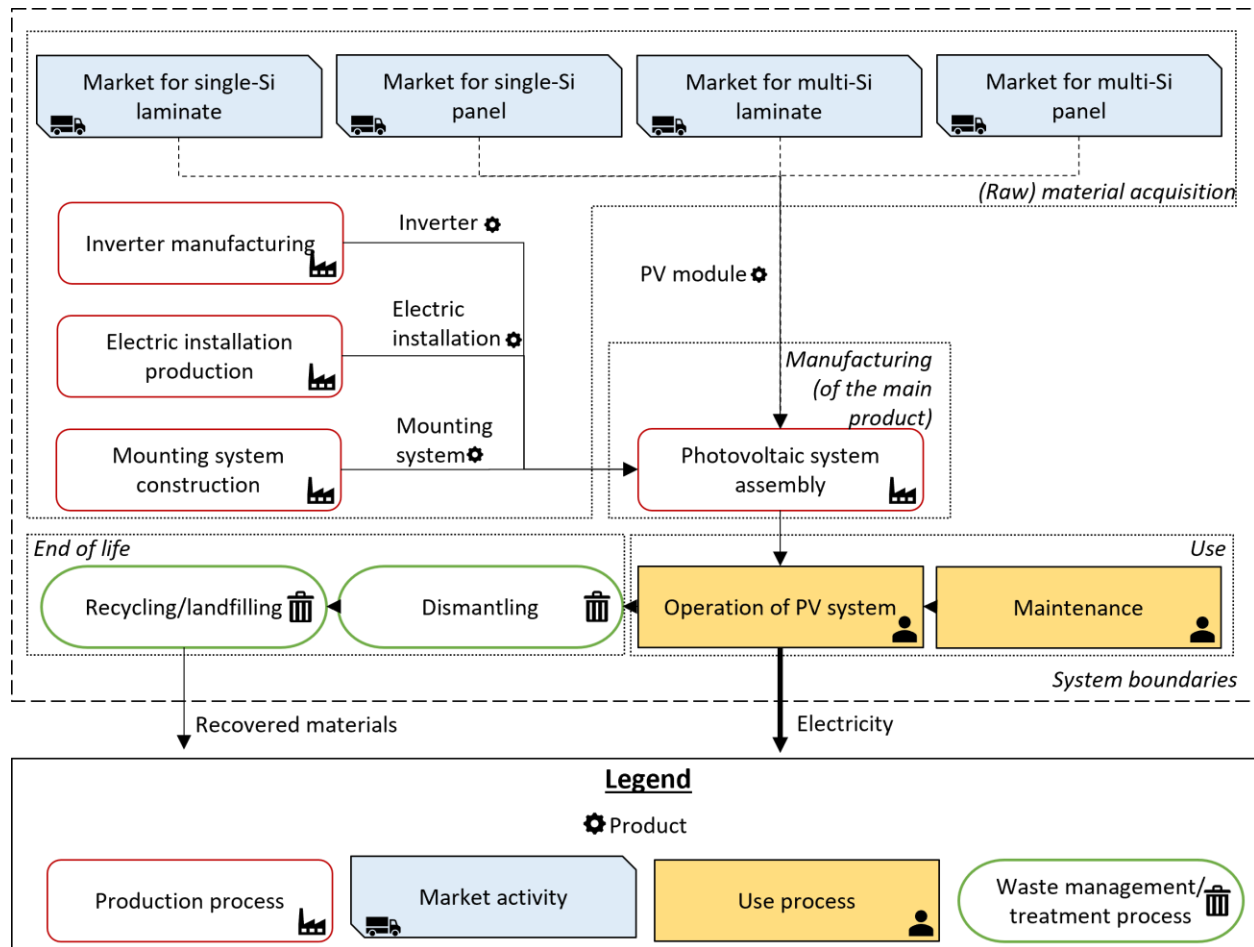 Market for single-Si
laminate
Market for single-Si
panel
Market for multi-Si
laminate
Market for multi-Si
panel
(Raw) material acquisition
Inverter manufacturing
Inverter
PV module
Electric installation
production
Electric
installation
Manufacturing
(of the main
product)
Mounting system
construction
Mounting
system
Photovoltaic system
assembly
End of life
Use
Recycling/landfilling
Dismantling
Operation of PV system
Maintenance
System boundaries
Recovered materials
Electricity
Legend
Product
Production process
Market activity
Use process
Waste management/
treatment process